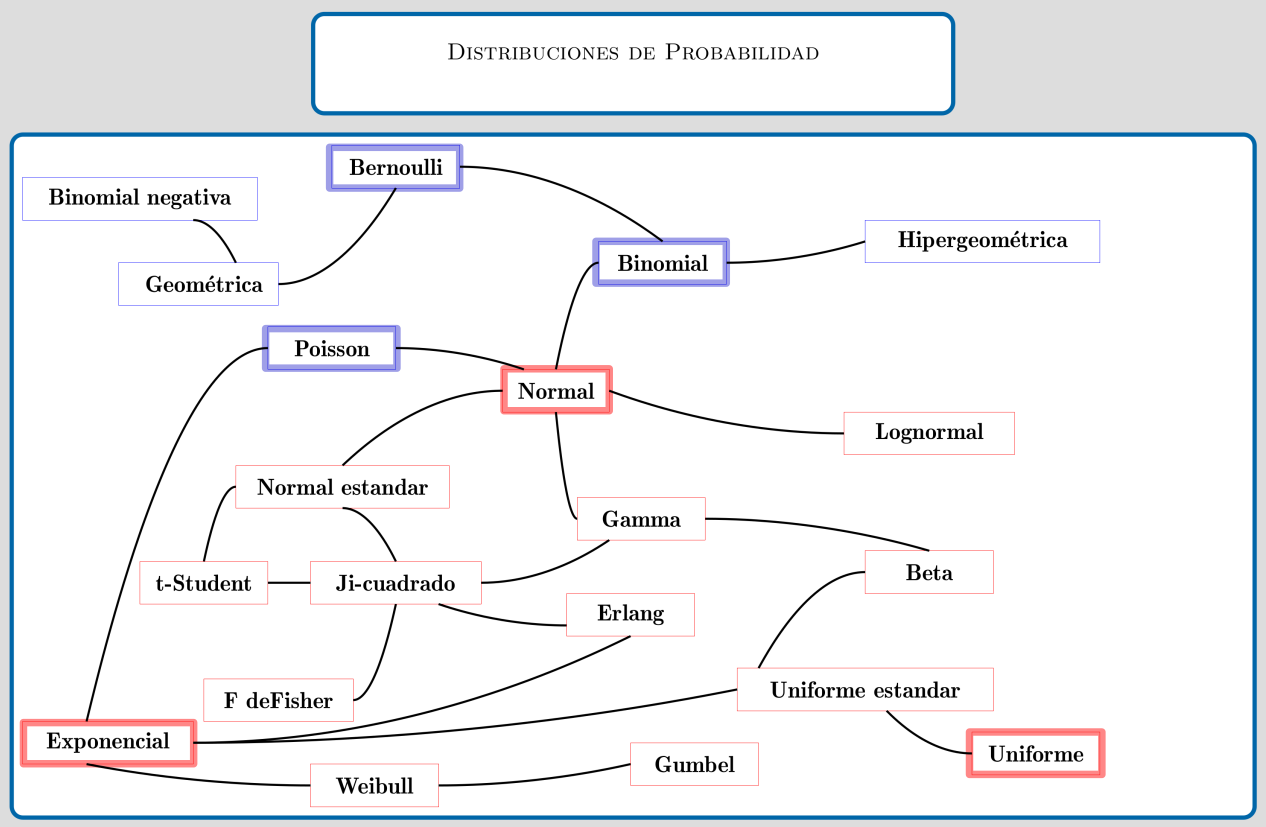 Distribuciones de Probabilidad
Bernoulli
Binomial negativa
Hipergeométrica
Binomial
Geométrica
Poisson
Normal
Lognormal
Normal estandar
Gamma
Beta
t-Student
Ji-cuadrado
Erlang
Uniforme estandar
F deFisher
Exponencial
Uniforme
Gumbel
Weibull